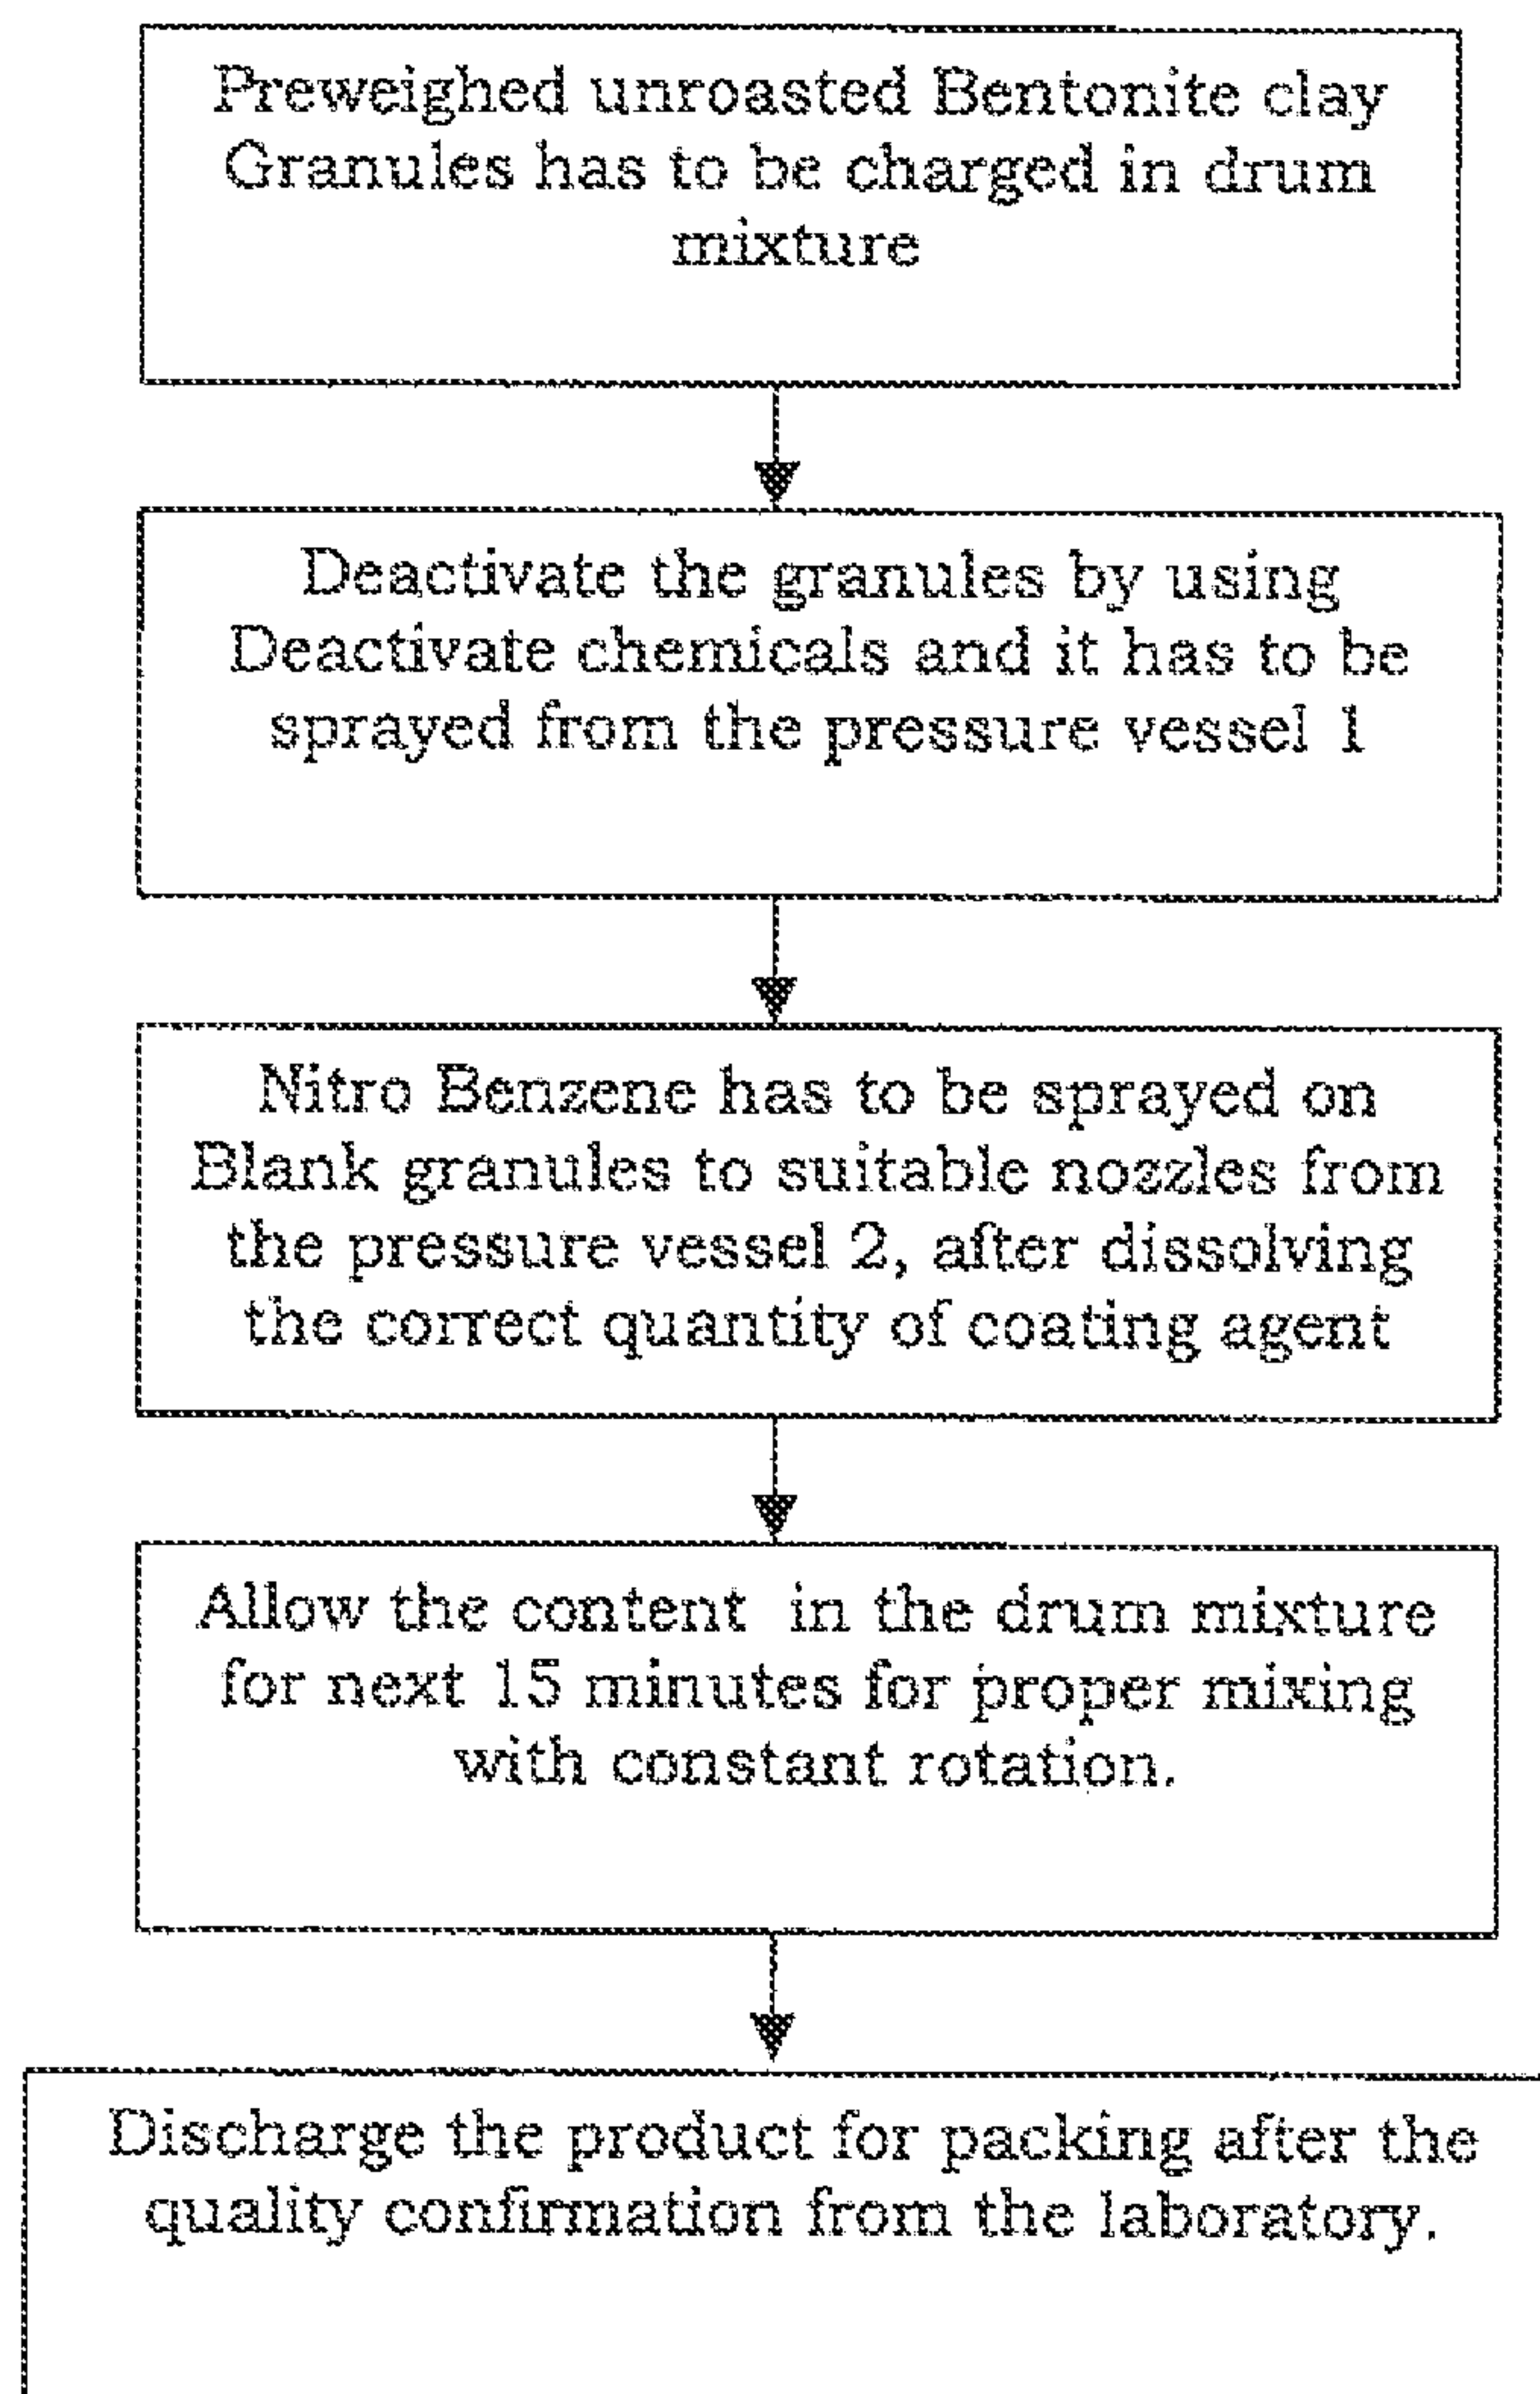 Preweighed unroasted Bentonite clay
Granules has to be charged in drum
mixture
Deactivate the granules by using
Deactivate chemicals and it has to be
sprayed from the pressure vessel 1
Nitro Benzene has to be sprayed on
Blank granules to suitable nozzles from
the pressure vessel 2, after dissolving
the correct quantity of coating agent
Allow the content in the drum mixture
for next 15 minutes for proper mixing
with constant rotation.
Discharge the product for packing after the
quality confirmation from the laboratory.